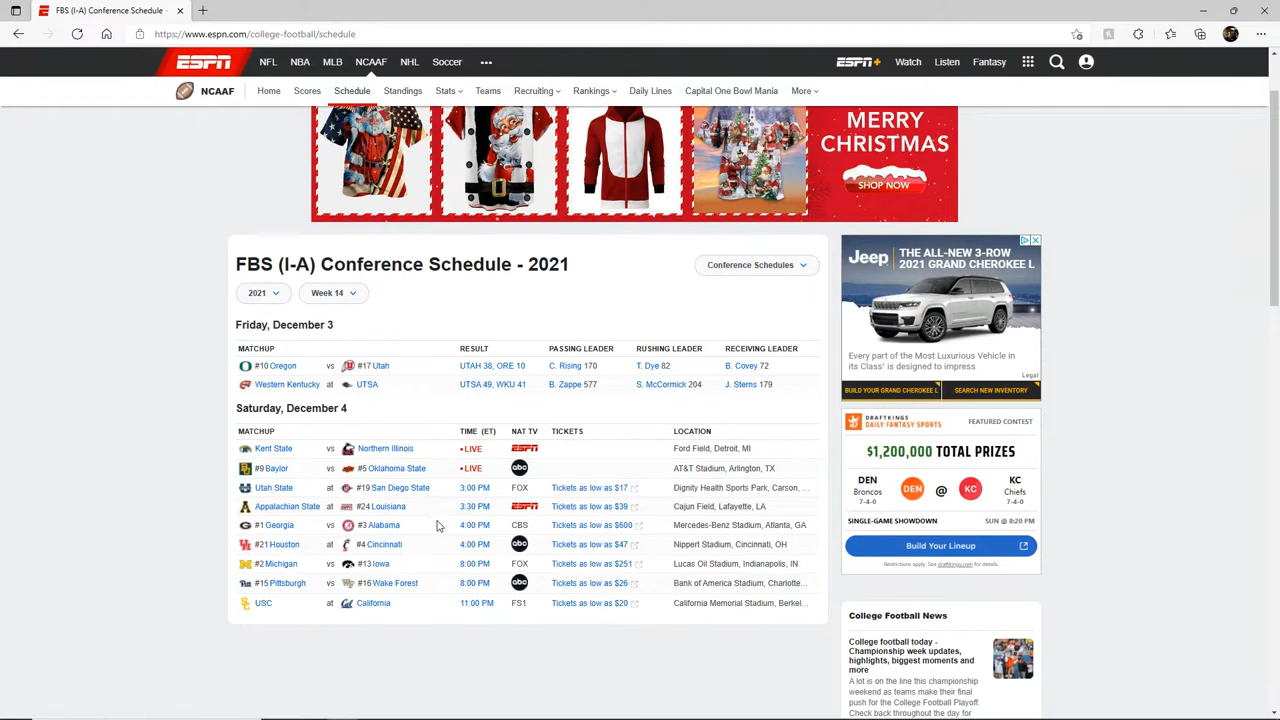 FBS (I-A) Conference Schedule -
https://www.espn.com/college-football/schedule
ESPN NFL NBA MLB NCAAF NHL Soccer ••• ESPN+ Watch Listen Fantasy
NCAAF Home Scores Schedule Standings Stats Teams Recruiting Rankings Daily Lines Capital One Bowl Mania More
MERRY
CHRISTMAS
SHOP NOW
FBS (I-A) Conference Schedule - 2021
Conference Schedules
2021 Week 14
Friday, December 3
MATCHUP RESULT PASSING LEADER RUSHING LEADER RECEIVING LEADER
#10 Oregon vs #17 Utah UTAH 38, ORE 10 C. Rising 170 T. Dye 82 B. Covey 72
Western Kentucky at UTSA UTSA 49, WKU 41 B. Zappe 577 S. McCormick 204 J. Sterns 179
Saturday, December 4
MATCHUP TIME (ET) NAT TV TICKETS LOCATION
Kent State vs Northern Illinois • LIVE ESPN Ford Field, Detroit, MI
#9 Baylor vs #5 Oklahoma State • LIVE abc AT&T Stadium, Arlington, TX
Utah State at #19 San Diego State 3:00 PM FOX Tickets as low as $17 Dignity Health Sports Park, Carson, ...
Appalachian State at #24 Louisiana 3:30 PM ESPN Tickets as low as $39 Cajun Field, Lafayette, LA
#1 Georgia vs #3 Alabama 4:00 PM CBS Tickets as low as $600 Mercedes-Benz Stadium, Atlanta, GA
#21 Houston at #4 Cincinnati 4:00 PM abc Tickets as low as $47 Nippert Stadium, Cincinnati, OH
#2 Michigan vs #13 Iowa 8:00 PM FOX Tickets as low as $251 Lucas Oil Stadium, Indianapolis, IN
#15 Pittsburgh vs #16 Wake Forest 8:00 PM abc Tickets as low as $26 Bank of America Stadium, Charlotte...
USC at California 11:00 PM FS1 Tickets as low as $20 California Memorial Stadium, Berkel...
Jeep
THE ALL-NEW 3-ROW
2021 GRAND CHEROKEE L
Every part of the Most Luxurious Vehicle in
its Class¹ is designed to impress
Legal
BUILD YOUR GRAND CHEROKEE L SEARCH NEW INVENTORY
DRAFTKINGS
DAILY FANTASY SPORTS
FEATURED CONTEST
$1,200,000 TOTAL PRIZES
DEN KC
Broncos DEN @ KC Chiefs
7-4-0 7-4-0
SINGLE-GAME SHOWDOWN SUN @ 8:20 PM
Build Your Lineup
Restrictions apply. See draftkings.com for details.
College Football News
College football today -
Championship week updates,
highlights, biggest moments and
more
A lot is on the line this championship
weekend as teams make their final
push for the College Football Playoff.
Check back throughout the day for